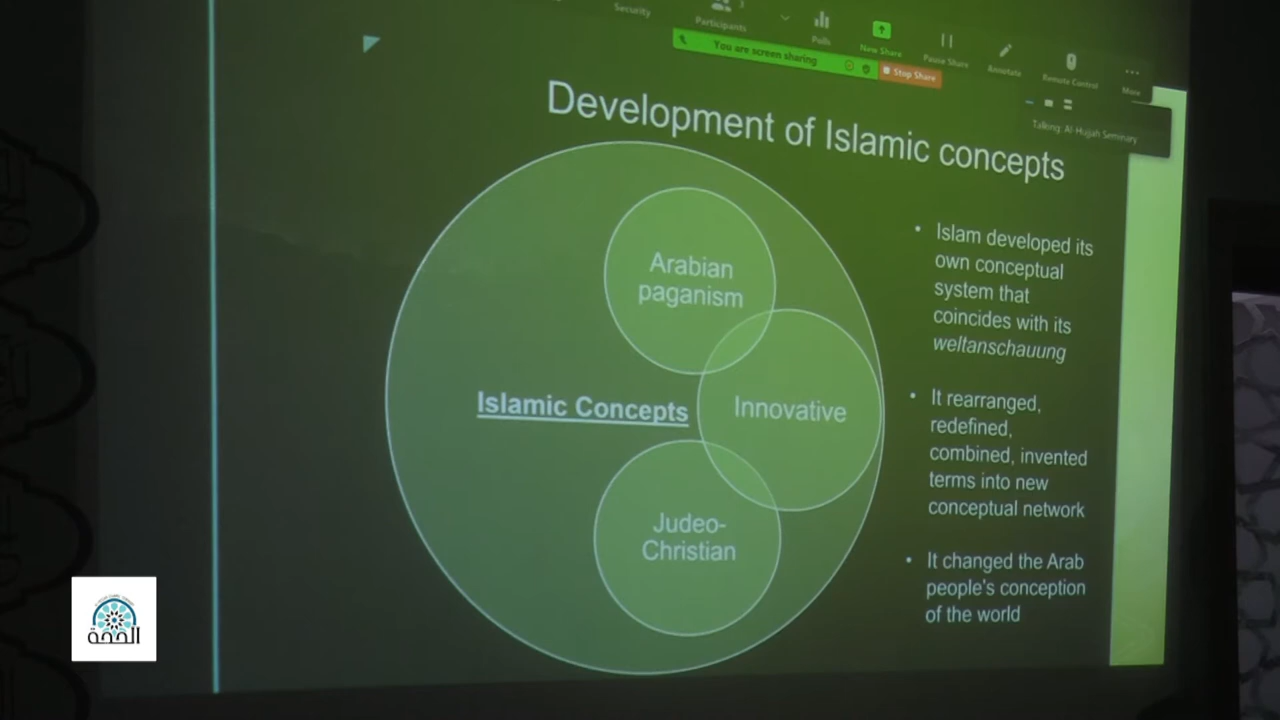 Security
Participants
3
Polls
New Share
Pause Share
Annotate
Remote Control
More
You are screen sharing
Stop Share
Talking: Al-Hujjah Seminary
Development of Islamic concepts
Arabian
paganism
Islamic Concepts
Innovative
Judeo-
Christian
• Islam developed its
own conceptual
system that
coincides with its
weltanschauung
• It rearranged,
redefined,
combined, invented
terms into new
conceptual network
• It changed the Arab
people's conception
of the world
الحجة